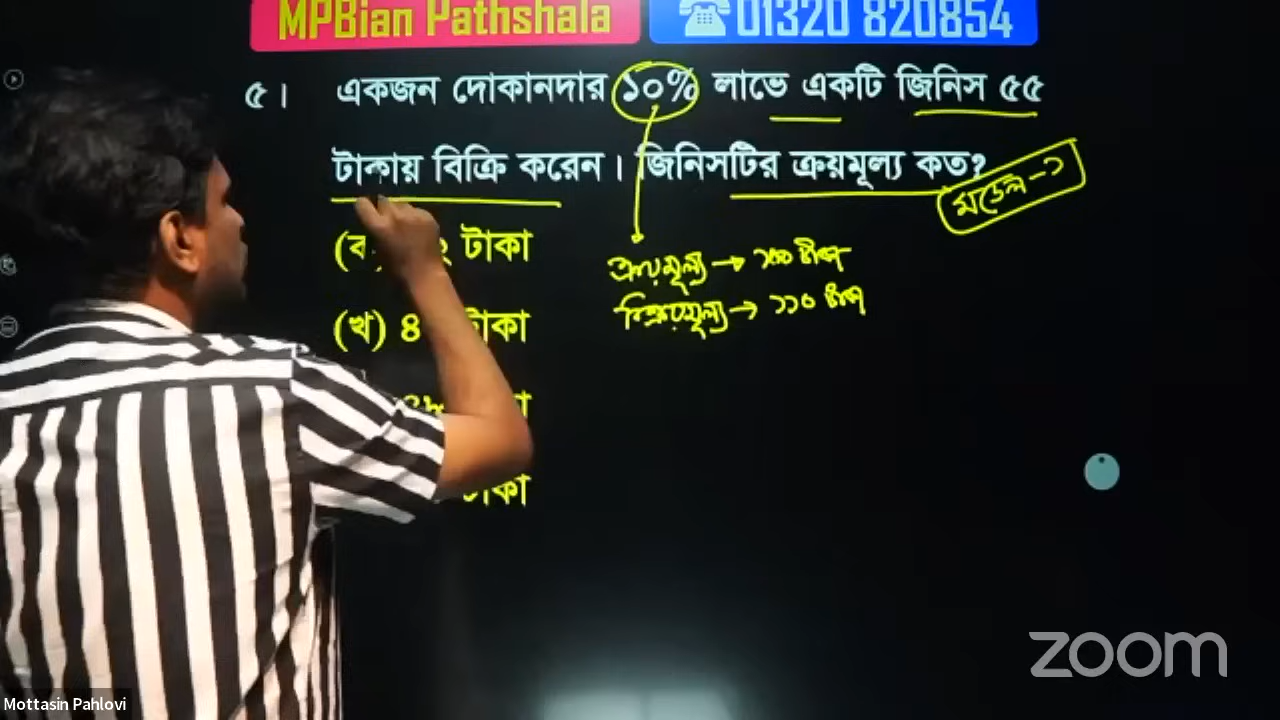 MPBian Pathshala
☎01320 820854
৫। একজন দোকানদার ১০% লাভে একটি জিনিস ৫৫
টাকায় বিক্রি করেন। জিনিসটির ক্রয়মূল্য কত?
মডেল-১
টাকা
ক্রয়মূল্য → ১০০ টাকা
বিক্রয়মূল্য → ১১০ টাকা
(খ) ৪ টাকা
টাকা
zoom
Mottasin Pahlovi